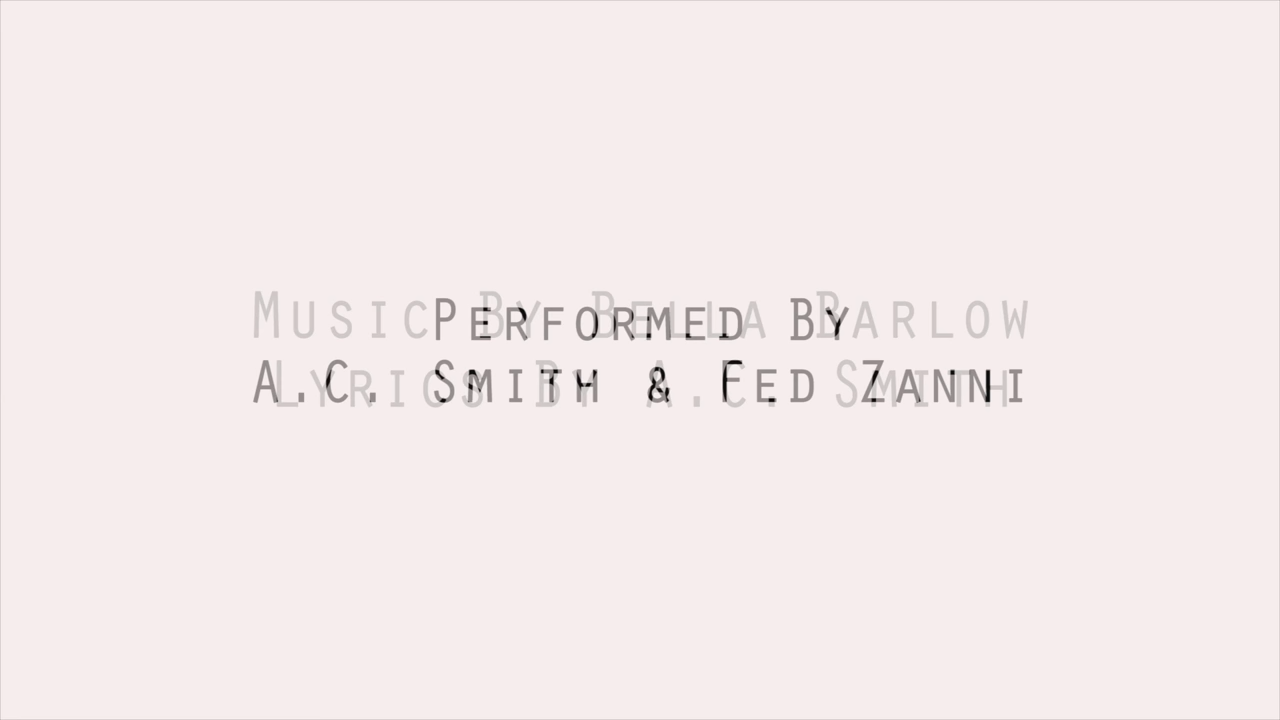 Music By Bella Barlow
Lyrics By A.C. Smith
Performed By
A.C. Smith & Fed Zanni